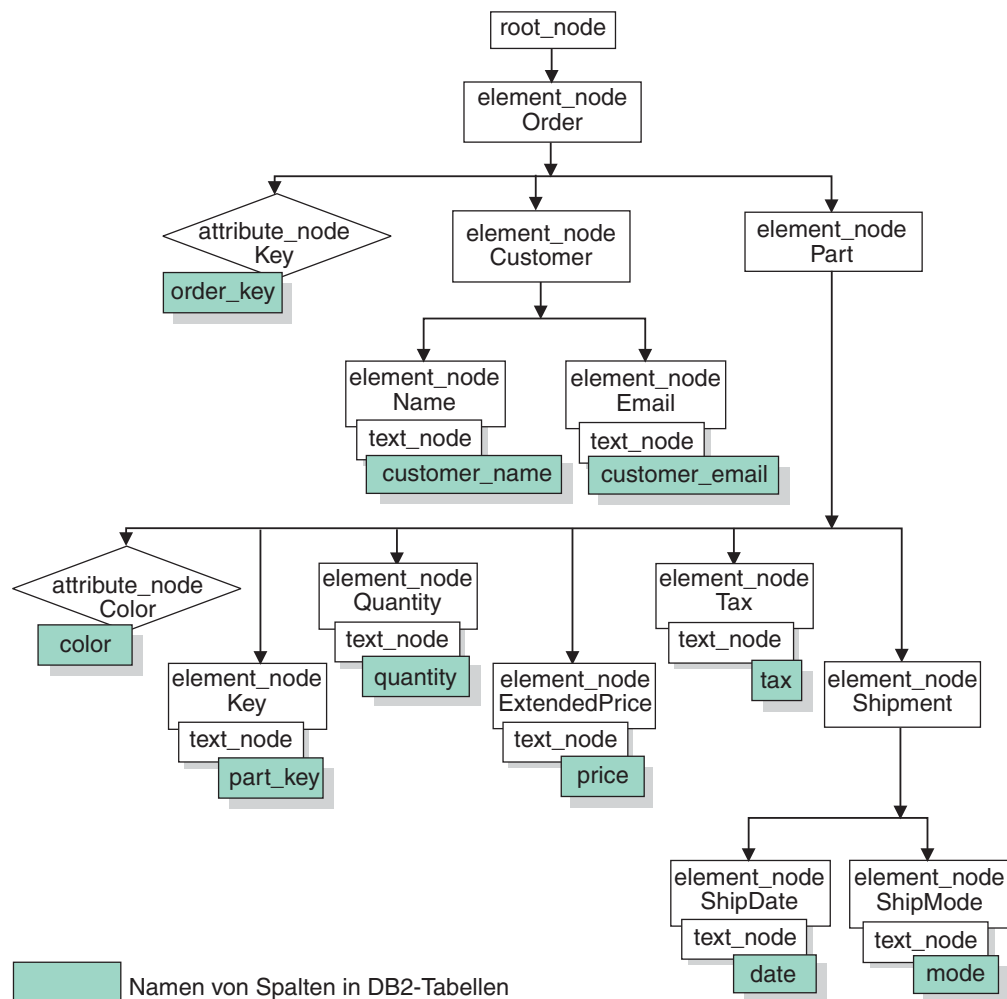 root_node
element_node
Order
attribute_node
Key
order_key
element_node
Customer
element_node
Part
element_node
Name
text_node
customer_name
element_node
Email
text_node
customer_email
attribute_node
Color
color
element_node
Key
text_node
part_key
element_node
Quantity
text_node
quantity
element_node
ExtendedPrice
text_node
price
element_node
Tax
text_node
tax
element_node
Shipment
element_node
ShipDate
text_node
date
element_node
ShipMode
text_node
mode
Namen von Spalten in DB2-Tabellen